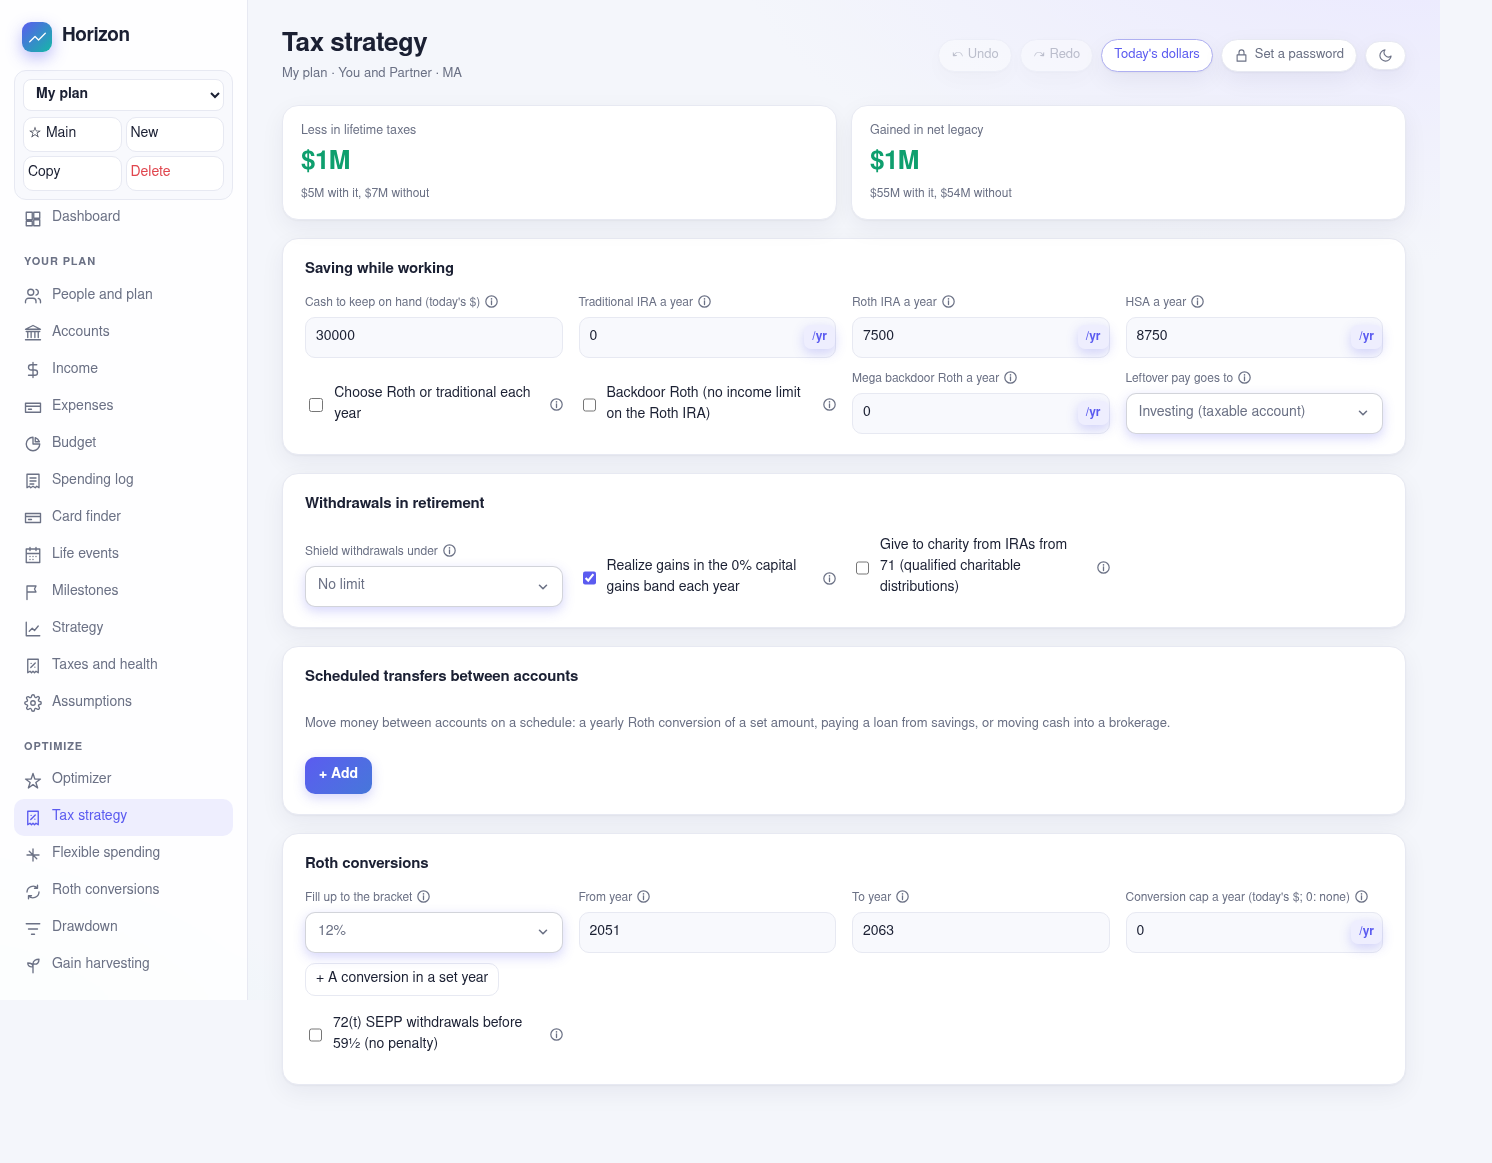 Horizon
My plan
☆ Main
New
Copy
Delete
Dashboard
YOUR PLAN
People and plan
Accounts
Income
Expenses
Budget
Spending log
Card finder
Life events
Milestones
Strategy
Taxes and health
Assumptions
OPTIMIZE
Optimizer
Tax strategy
Flexible spending
Roth conversions
Drawdown
Gain harvesting
Tax strategy
My plan · You and Partner · MA
Undo
Redo
Today's dollars
Set a password
Less in lifetime taxes
$1M
$5M with it, $7M without
Gained in net legacy
$1M
$55M with it, $54M without
Saving while working
Cash to keep on hand (today's $)
30000
Traditional IRA a year
0 /yr
Roth IRA a year
7500 /yr
HSA a year
8750 /yr
Choose Roth or traditional each
year
Backdoor Roth (no income limit
on the Roth IRA)
Mega backdoor Roth a year
0 /yr
Leftover pay goes to
Investing (taxable account)
Withdrawals in retirement
Shield withdrawals under
No limit
Realize gains in the 0% capital
gains band each year
Give to charity from IRAs from
71 (qualified charitable
distributions)
Scheduled transfers between accounts
Move money between accounts on a schedule: a yearly Roth conversion of a set amount, paying a loan from savings, or moving cash into a brokerage.
+ Add
Roth conversions
Fill up to the bracket
12%
From year
2051
To year
2063
Conversion cap a year (today's $; 0: none)
0 /yr
+ A conversion in a set year
72(t) SEPP withdrawals before
59½ (no penalty)